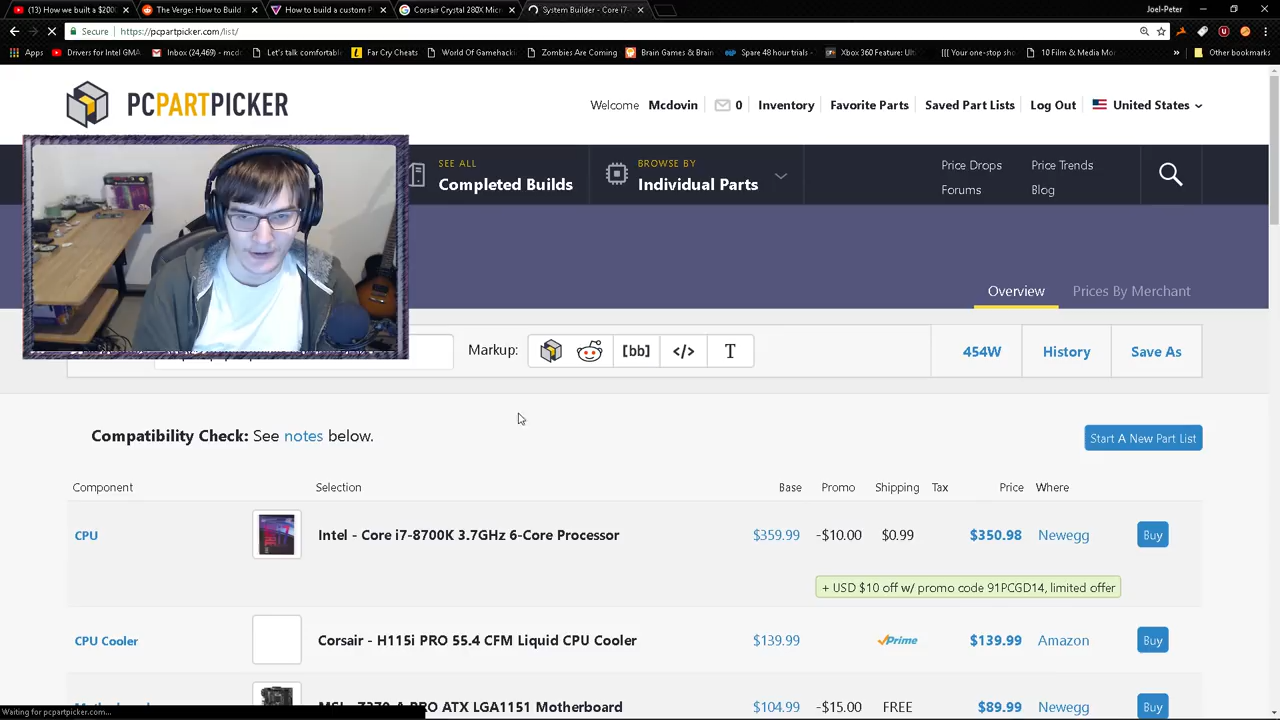 (13) How we built a $200
The Verge: How to Build
How to build a custom P
Corsair Crystal 280X Micr
System Builder - Core i7-
Joel-Peter
Secure
https://pcpartpicker.com/list/
Apps
Drivers for Intel GMA
Inbox (24,469) - mcd
Let's talk comfortable
Far Cry Cheats
World Of Gamehack
Zombies Are Coming
Brain Games & Brain
Spare 48 hour trials -
Xbox 360 Feature: Ult
[[[ Your one-stop sho
10 Film & Media Mo
»
Other bookmarks
PCPARTPICKER
Welcome Mcdovin 0 Inventory Favorite Parts Saved Part Lists Log Out United States
SEE ALL
Completed Builds
BROWSE BY
Individual Parts
Price Drops
Price Trends
Forums
Blog
Overview
Prices By Merchant
Markup:
[bb]
</>
T
454W
History
Save As
Compatibility Check: See notes below.
Start A New Part List
Component Selection Base Promo Shipping Tax Price Where
CPU Intel - Core i7-8700K 3.7GHz 6-Core Processor $359.99 -$10.00 $0.99 $350.98 Newegg Buy
+ USD $10 off w/ promo code 91PCGD14, limited offer
CPU Cooler Corsair - H115i PRO 55.4 CFM Liquid CPU Cooler $139.99 Prime $139.99 Amazon Buy
MSI - Z370-A PRO ATX LGA1151 Motherboard $104.99 -$15.00 FREE $89.99 Newegg Buy
Waiting for pcpartpicker.com...